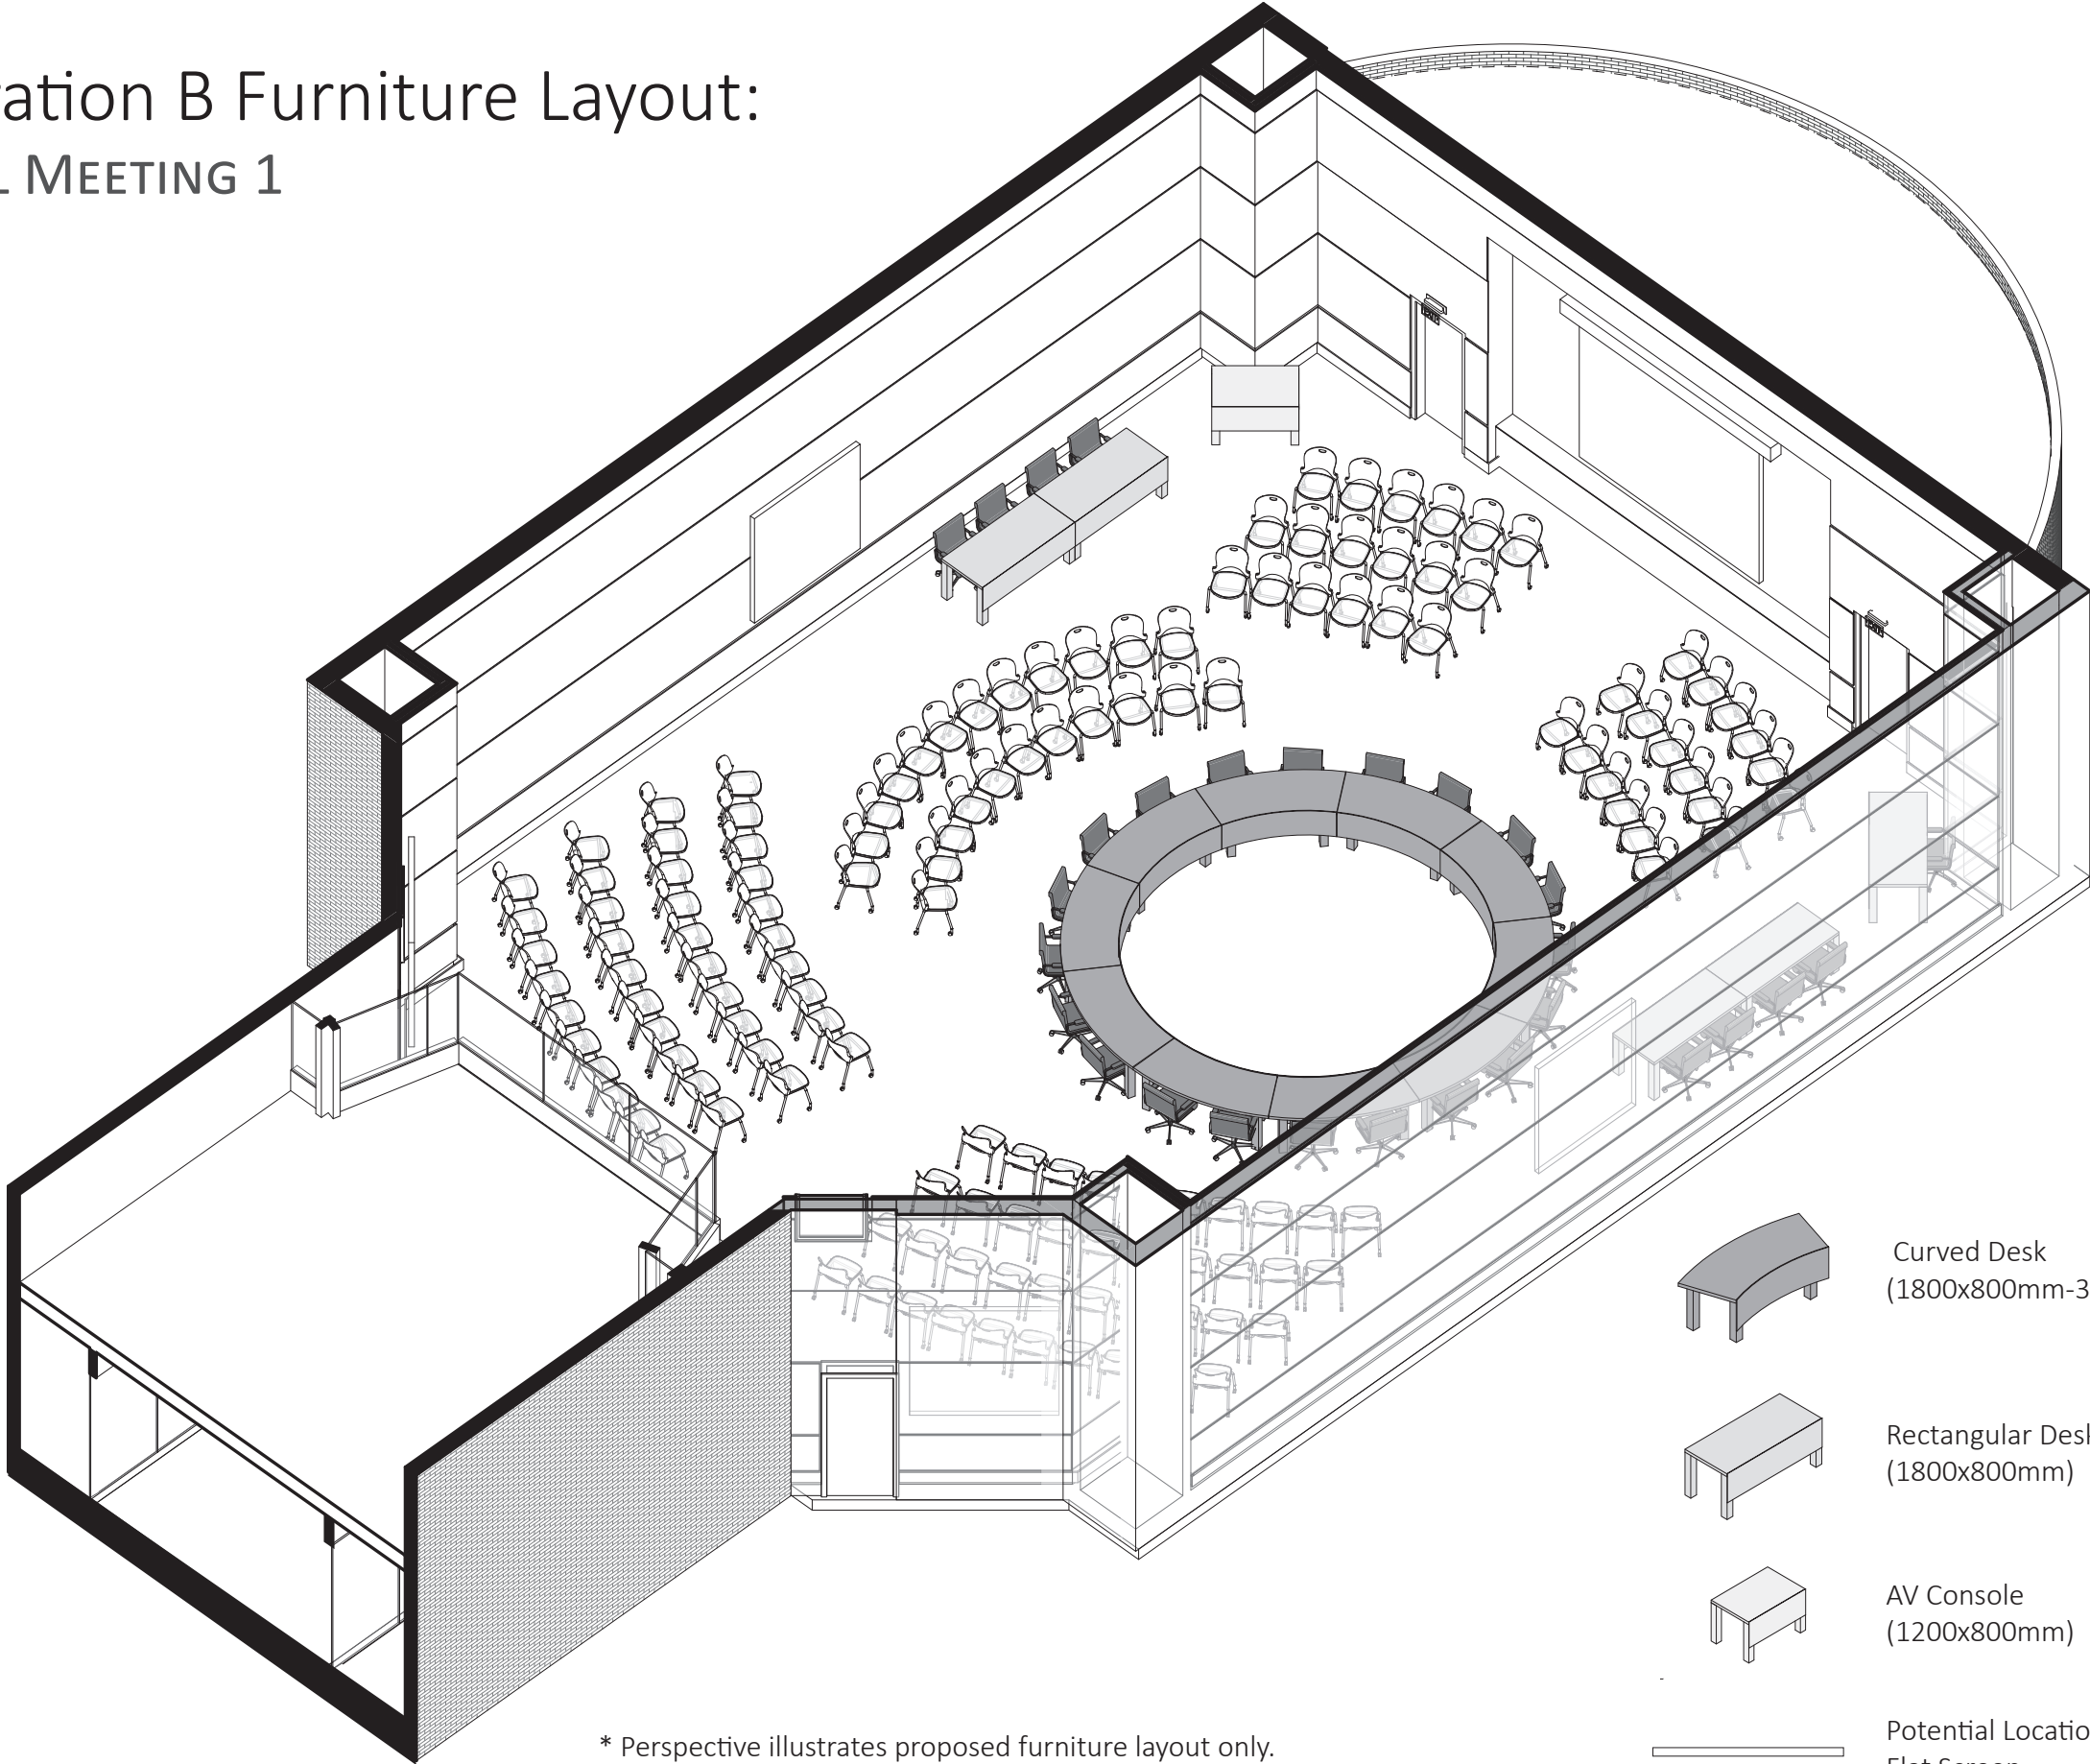 ation B Furniture Layout:
MEETING 1
Curved Desk
(1800x800mm-3
Rectangular Desk
(1800x800mm)
AV Console
(1200x800mm)
Potential Locatio
* Perspective illustrates proposed furniture layout only.